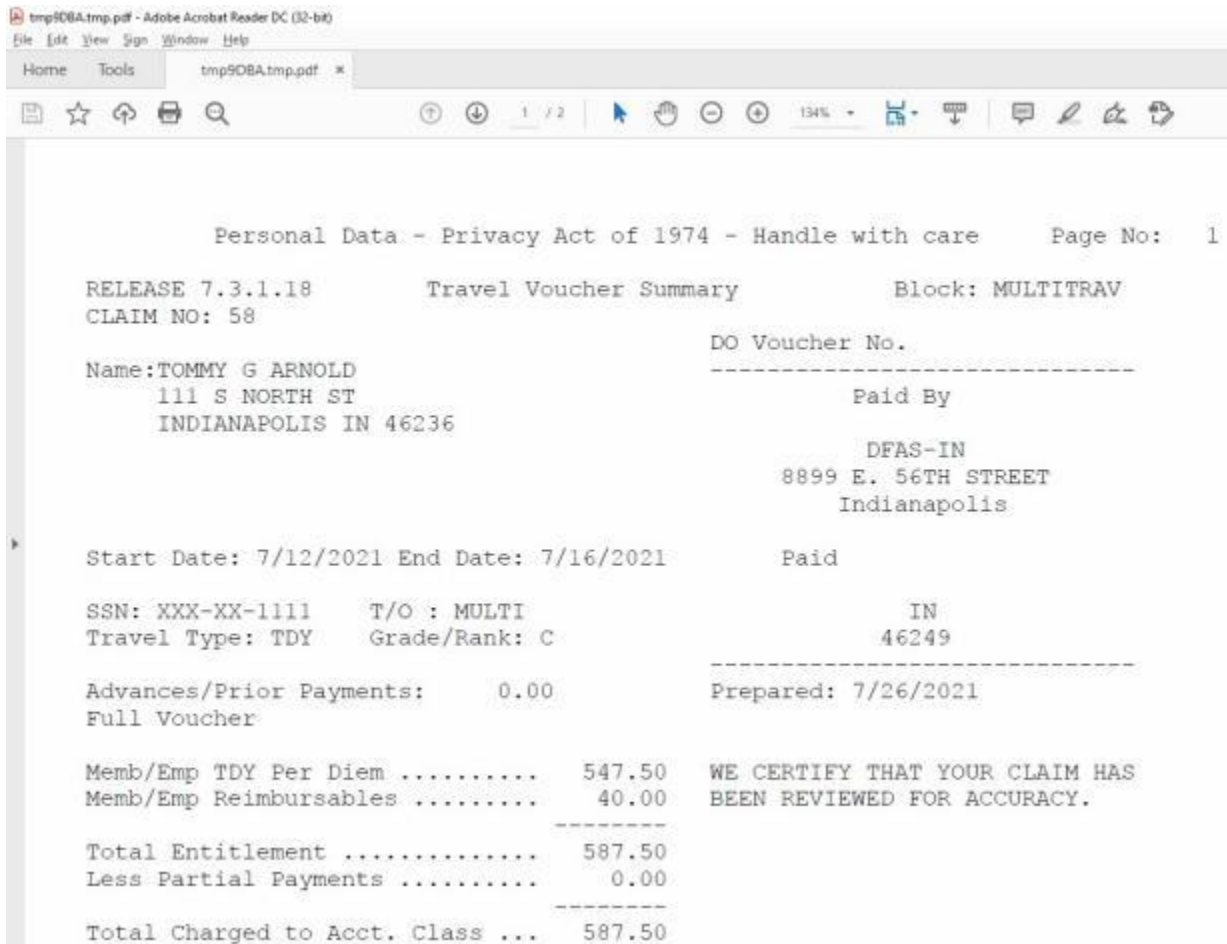 tmp9DBA.tmp.pdf - Adobe Acrobat Reader DC (32-bit)
File Edit View Sign Window Help
Home Tools tmp9DBA.tmp.pdf ×
1 / 2 134%
Personal Data - Privacy Act of 1974 - Handle with care Page No: 1
RELEASE 7.3.1.18 Travel Voucher Summary Block: MULTITRAV
CLAIM NO: 58
DO Voucher No.
Name:TOMMY G ARNOLD ------------------------------
111 S NORTH ST Paid By
INDIANAPOLIS IN 46236
DFAS-IN
8899 E. 56TH STREET
Indianapolis
Start Date: 7/12/2021 End Date: 7/16/2021 Paid
SSN: XXX-XX-1111 T/O : MULTI IN
Travel Type: TDY Grade/Rank: C 46249
------------------------------
Advances/Prior Payments: 0.00 Prepared: 7/26/2021
Full Voucher
Memb/Emp TDY Per Diem .......... 547.50 WE CERTIFY THAT YOUR CLAIM HAS
Memb/Emp Reimbursables ......... 40.00 BEEN REVIEWED FOR ACCURACY.
--------
Total Entitlement .............. 587.50
Less Partial Payments .......... 0.00
--------
Total Charged to Acct. Class ... 587.50